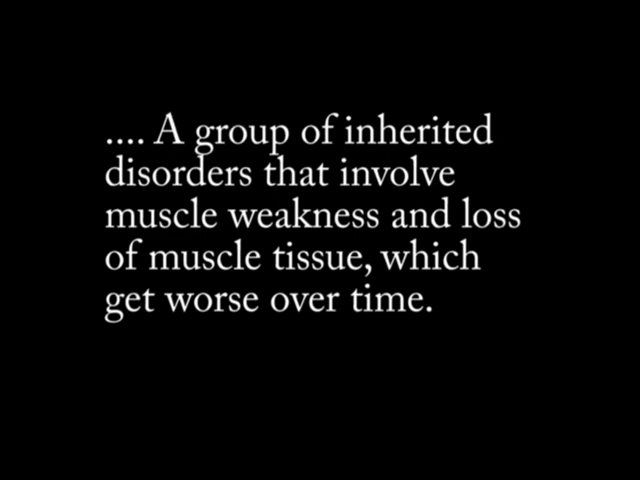 .... A group of inherited
disorders that involve
muscle weakness and loss
of muscle tissue, which
get worse over time.